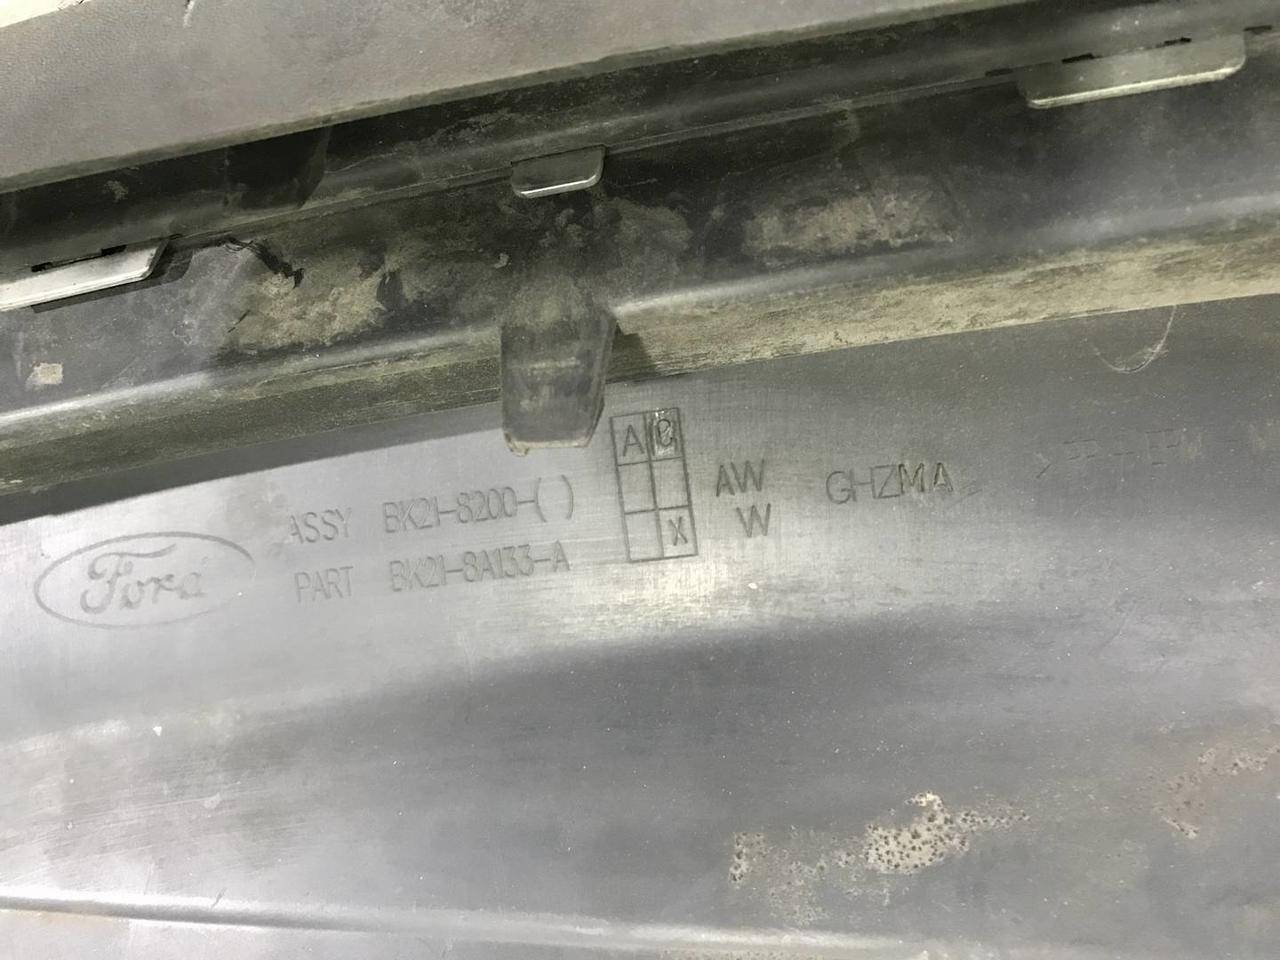 Ford
ASSY BK21-8200-( )
PART BK21-8A133-A
A C
X
AW
W
GHZMA